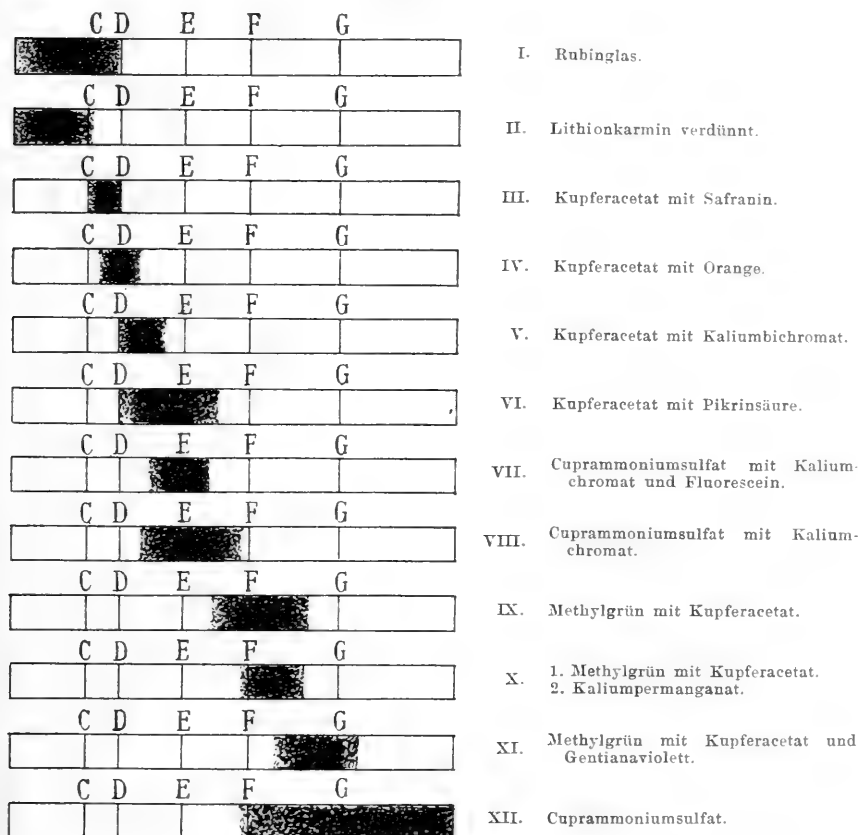 C D E F G
I. Rubinglas.
C D E F G
II. Lithionkarmin verdünnt.
C D E F G
III. Kupferacetat mit Safranin.
C D E F G
IV. Kupferacetat mit Orange.
C D E F G
V. Kupferacetat mit Kaliumbichromat.
C D E F G
VI. Kupferacetat mit Pikrinsäure.
C D E F G
VII. Cuprammoniumsulfat mit Kalium-
chromat und Fluorescein.
C D E F G
VIII. Cuprammoniumsulfat mit Kalium-
chromat.
C D E F G
IX. Methylgrün mit Kupferacetat.
C D E F G
X. 1. Methylgrün mit Kupferacetat.
2. Kaliumpermanganat.
C D E F G
XI. Methylgrün mit Kupferacetat und
Gentianaviolett.
C D E F G
XII. Cuprammoniumsulfat.